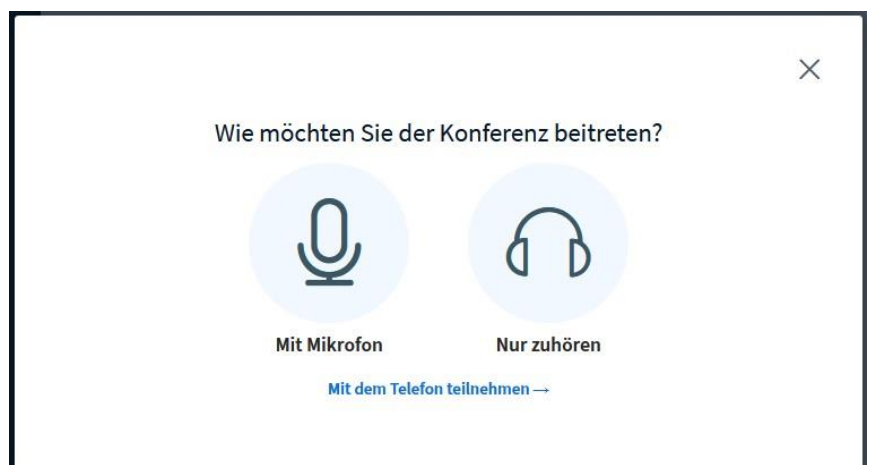 Wie möchten Sie der Konferenz beitreten?
Mit Mikrofon
Nur zuhören
Mit dem Telefon teilnehmen →